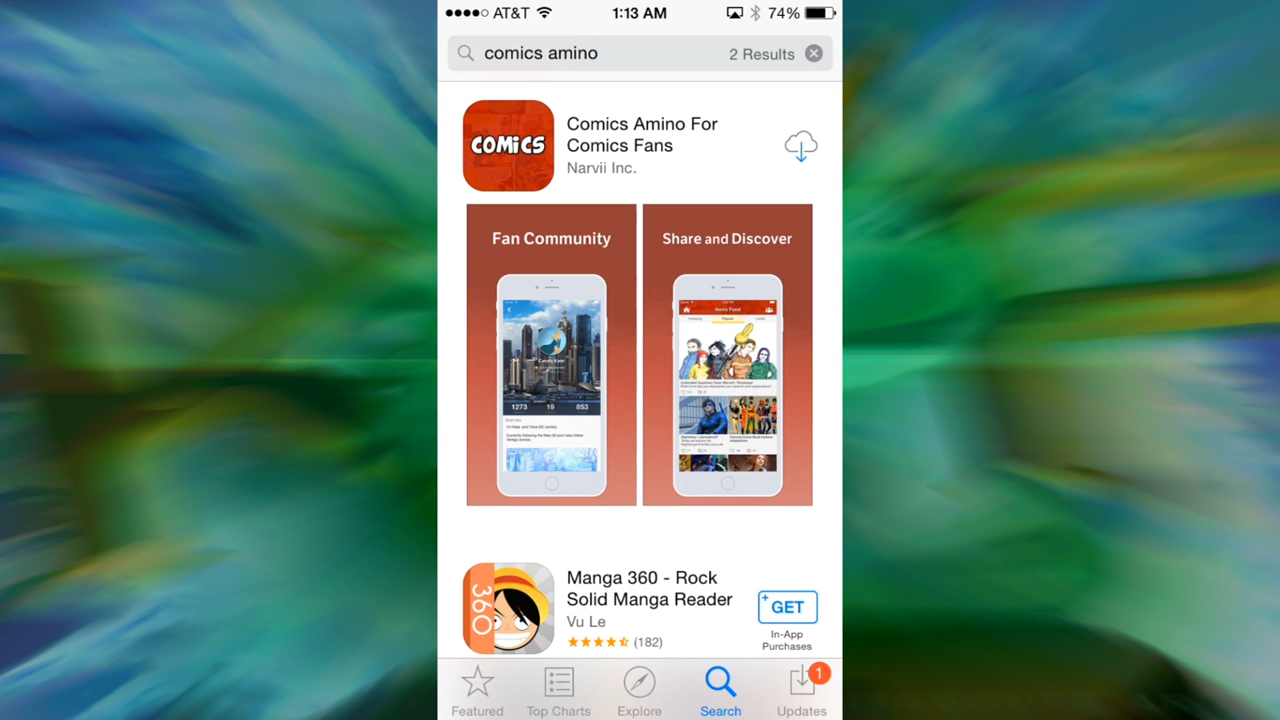 AT&T 1:13 AM 74%
comics amino 2 Results
COMICS
Comics Amino For
Comics Fans
Narvii Inc.
Fan Community
1273 19 853
Share and Discover
News Feed
360
Manga 360 - Rock
Solid Manga Reader
Vu Le
(182)
+ GET
In-App
Purchases
1
Featured Top Charts Explore Search Updates